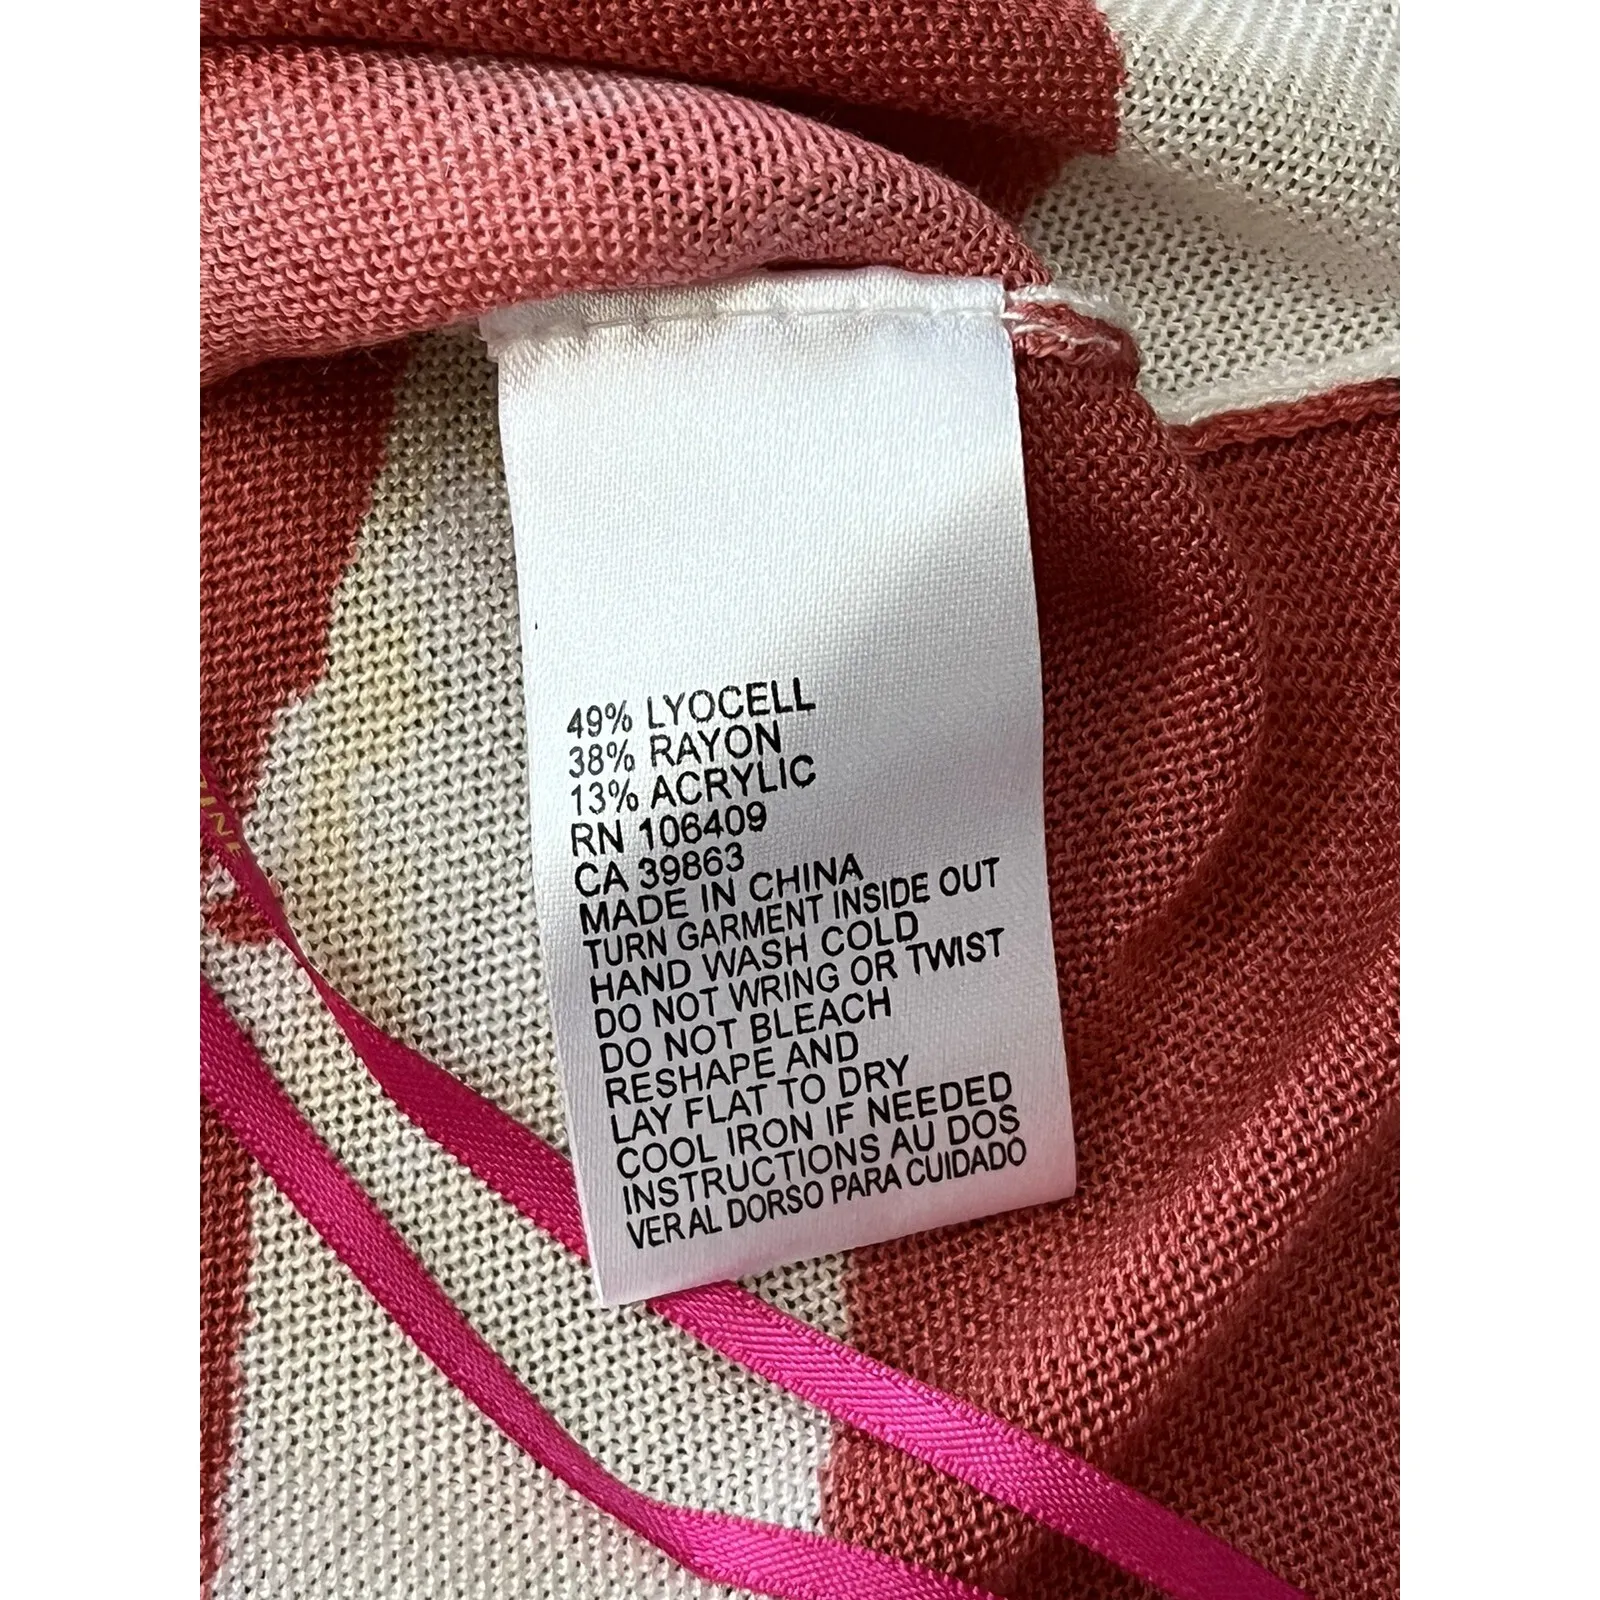 49% LYOCELL
38% RAYON
13% ACRYLIC
RN 106409
CA 39863
MADE IN CHINA
TURN GARMENT INSIDE OUT
HAND WASH COLD
DO NOT WRING OR TWIST
DO NOT BLEACH
RESHAPE AND
LAY FLAT TO DRY
COOL IRON IF NEEDED
INSTRUCTIONS AU DOS
VER AL DORSO PARA CUIDADO